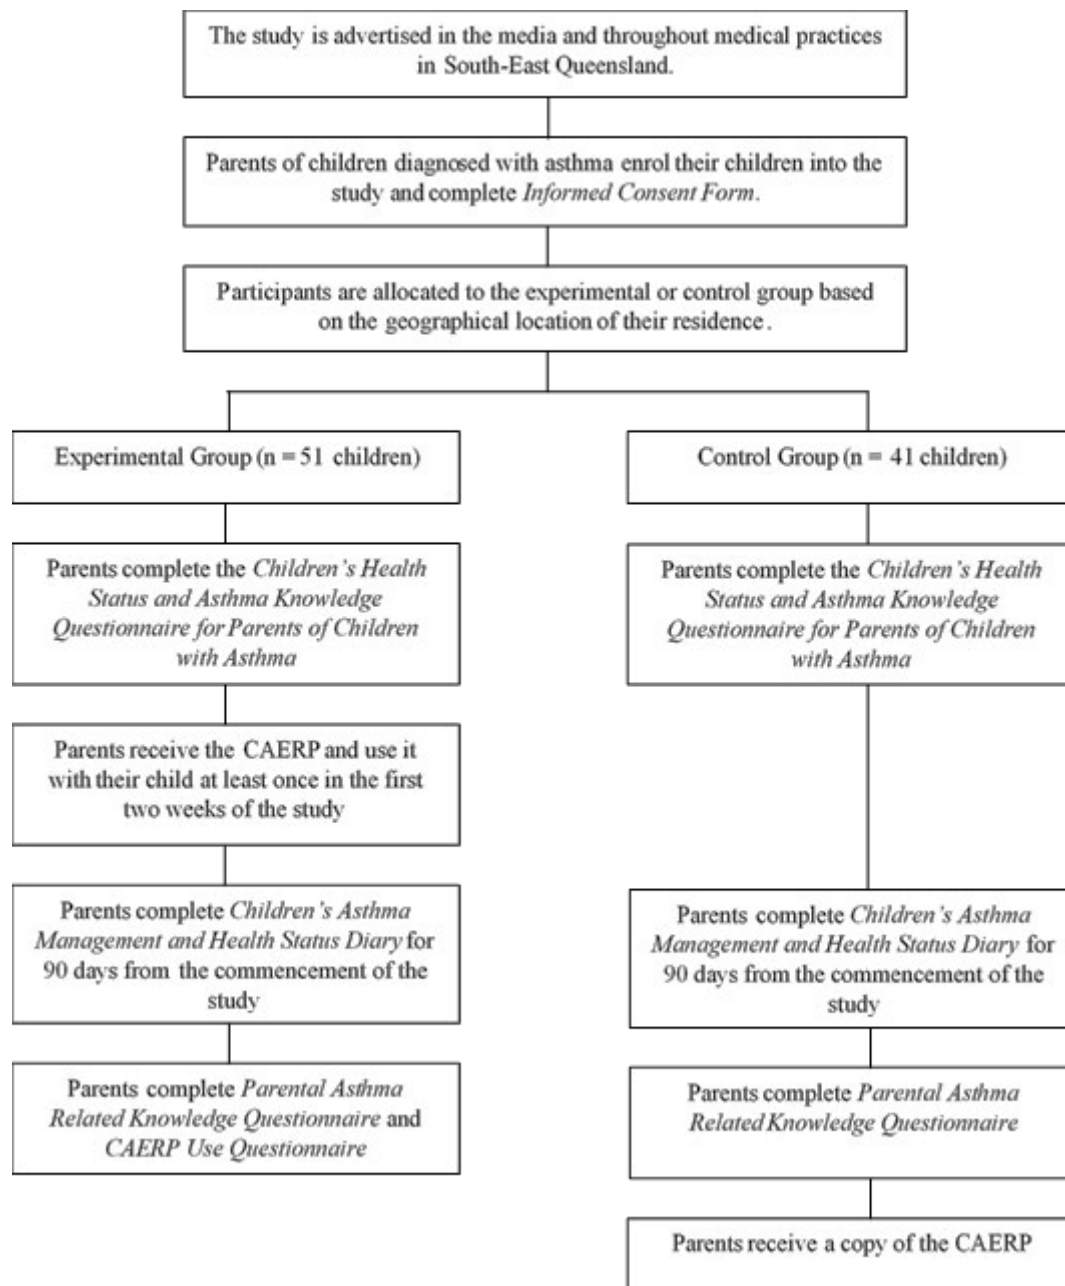 The study is advertised in the media and throughout medical practices
in South-East Queensland.
Parents of children diagnosed with asthma enrol their children into the
study and complete Informed Consent Form.
Participants are allocated to the experimental or control group based
on the geographical location of their residence.
Experimental Group (n = 51 children)
Parents complete the Children's Health
Status and Asthma Knowledge
Questionnaire for Parents of Children
with Asthma
Parents receive the CAERP and use it
with their child at least once in the first
two weeks of the study
Parents complete Children's Asthma
Management and Health Status Diary for
90 days from the commencement of the
study
Parents complete Parental Asthma
Related Knowledge Questionnaire and
CAERP Use Questionnaire
Control Group (n = 41 children)
Parents complete the Children's Health
Status and Asthma Knowledge
Questionnaire for Parents of Children
with Asthma
Parents complete Children's Asthma
Management and Health Status Diary for
90 days from the commencement of the
study
Parents complete Parental Asthma
Related Knowledge Questionnaire
Parents receive a copy of the CAERP